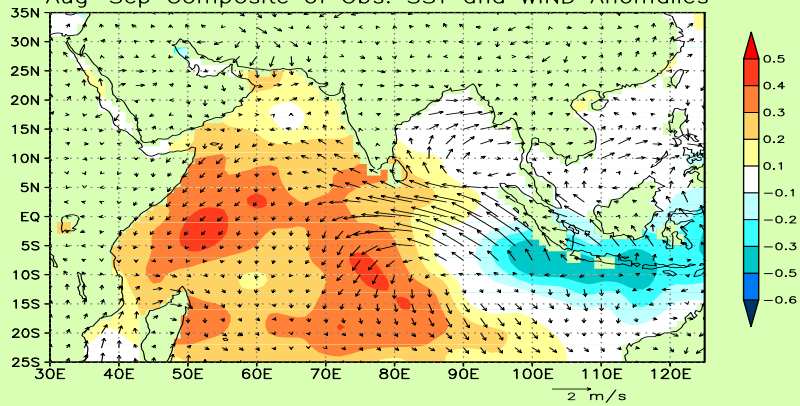 Aug-Sep Composite of Obs. SST and WIND Anomalies
35N
30N
25N
20N
15N
10N
5N
EQ
5S
10S
15S
20S
25S
30E 40E 50E 60E 70E 80E 90E 100E 110E 120E
2 m/s
0.5
0.4
0.3
0.2
0.1
−0.1
−0.2
−0.3
−0.5
−0.6